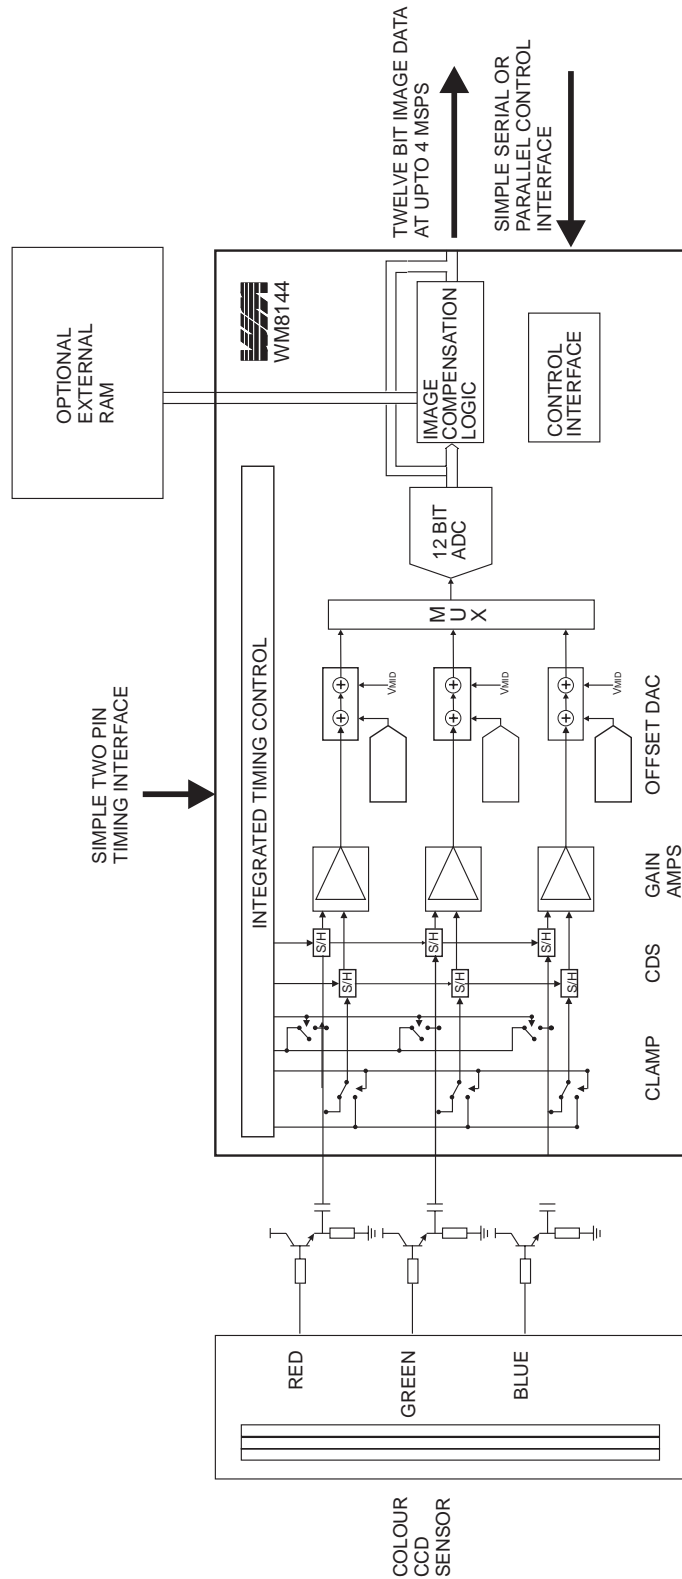 COLOUR
CCD
SENSOR
RED
GREEN
BLUE
SIMPLE TWO PIN
TIMING INTERFACE
INTEGRATED TIMING CONTROL
S/H
S/H
S/H
S/H
S/H
S/H
CLAMP
CDS
GAIN
AMPS
OFFSET DAC
VMID
VMID
VMID
M
U
X
12 BIT
ADC
OPTIONAL
EXTERNAL
RAM
WM8144
IMAGE
COMPENSATION
LOGIC
CONTROL
INTERFACE
TWELVE BIT IMAGE DATA
AT UPTO 4 MSPS
SIMPLE SERIAL OR
PARALLEL CONTROL
INTERFACE